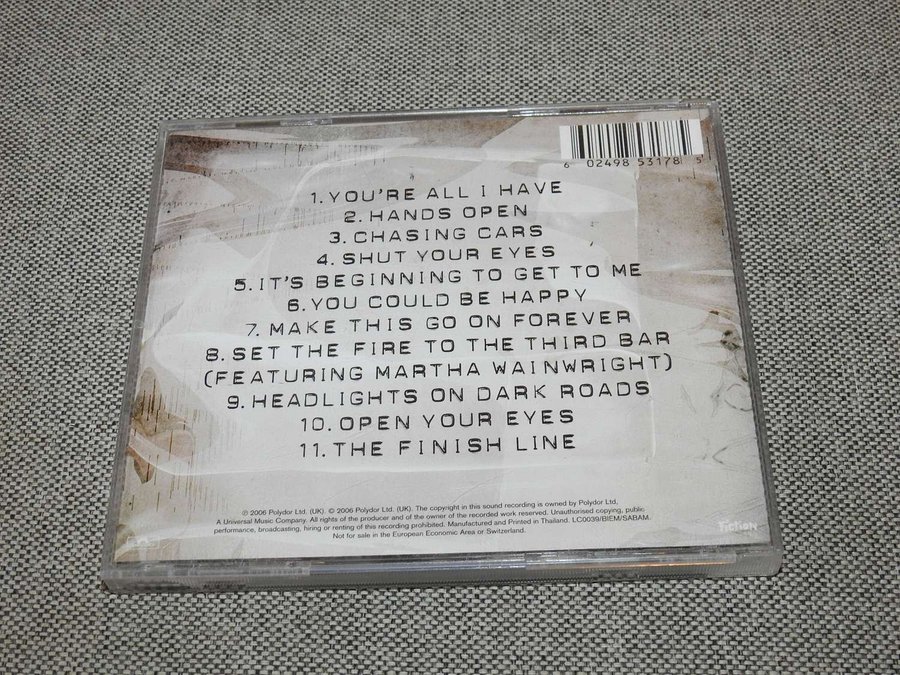 6 02498 53178 5
1. YOU'RE ALL I HAVE
2. HANDS OPEN
3. CHASING CARS
4. SHUT YOUR EYES
5. IT'S BEGINNING TO GET TO ME
6. YOU COULD BE HAPPY
7. MAKE THIS GO ON FOREVER
8. SET THE FIRE TO THE THIRD BAR
(FEATURING MARTHA WAINWRIGHT)
9. HEADLIGHTS ON DARK ROADS
10. OPEN YOUR EYES
11. THE FINISH LINE
℗ 2006 Polydor Ltd. (UK). © 2006 Polydor Ltd. (UK). The copyright in this sound recording is owned by Polydor Ltd,
A Universal Music Company. All rights of the producer and of the owner of the recorded work reserved. Unauthorised copying, public
performance, broadcasting, hiring or renting of this recording prohibited. Manufactured and Printed in Thailand. LC0039/BIEM/SABAM.
Not for sale in the European Economic Area or Switzerland.
Fiction